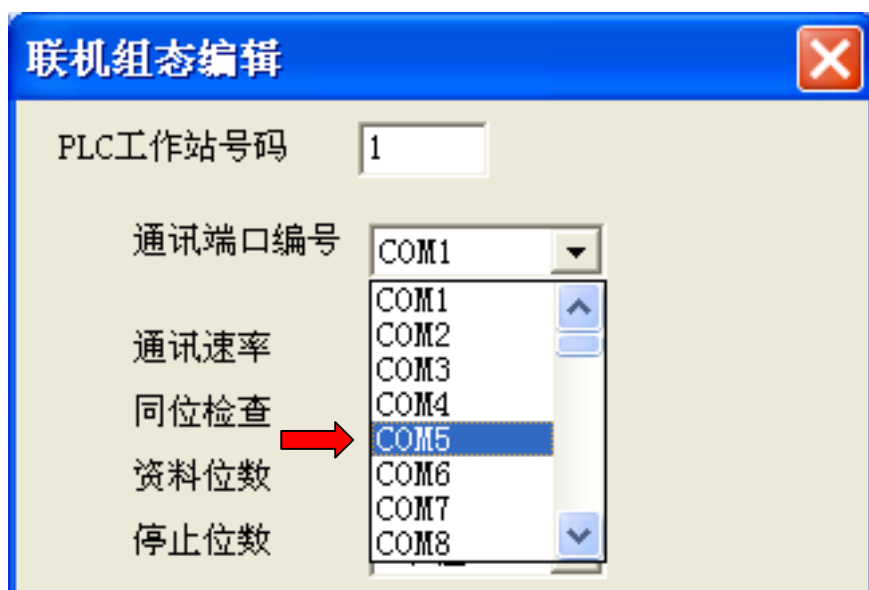 联机组态编辑
PLC工作站号码 1
通讯端口编号 COM1
COM1
COM2
通讯速率
COM3
同位检查
COM4
COM5
资料位数
COM6
COM7
停止位数
COM8